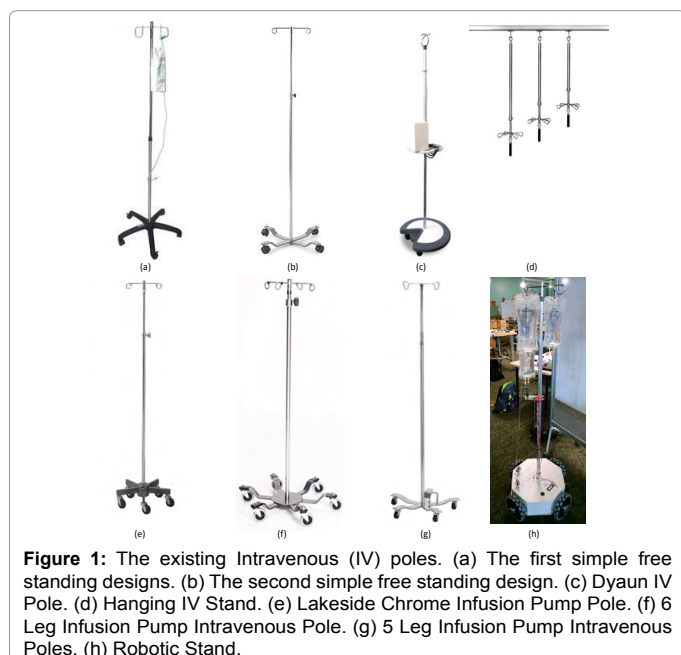 (a)
(b)
(c)
(d)
(e)
(f)
(g)
(h)
Figure 1: The existing Intravenous (IV) poles. (a) The first simple free
standing designs. (b) The second simple free standing design. (c) Dyaun IV
Pole. (d) Hanging IV Stand. (e) Lakeside Chrome Infusion Pump Pole. (f) 6
Leg Infusion Pump Intravenous Pole. (g) 5 Leg Infusion Pump Intravenous
Poles. (h) Robotic Stand.